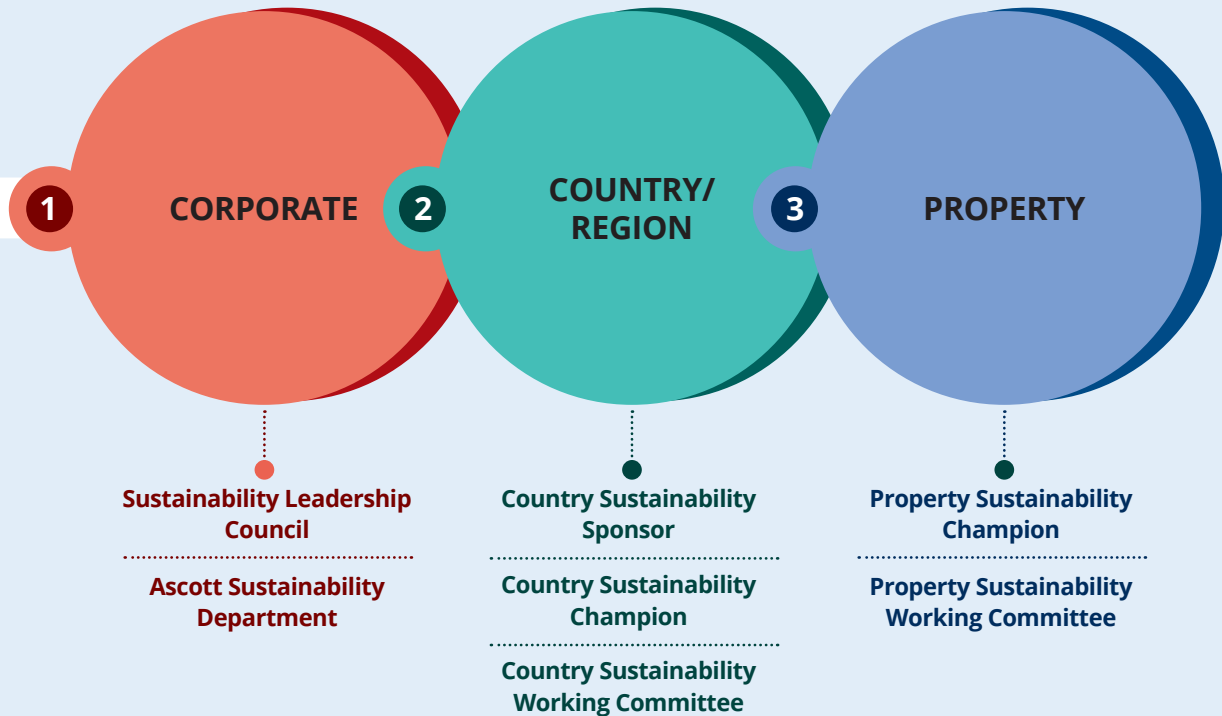 1
CORPORATE
Sustainability Leadership
Council
Ascott Sustainability
Department
2
COUNTRY/
REGION
Country Sustainability
Sponsor
Country Sustainability
Champion
Country Sustainability
Working Committee
3
PROPERTY
Property Sustainability
Champion
Property Sustainability
Working Committee